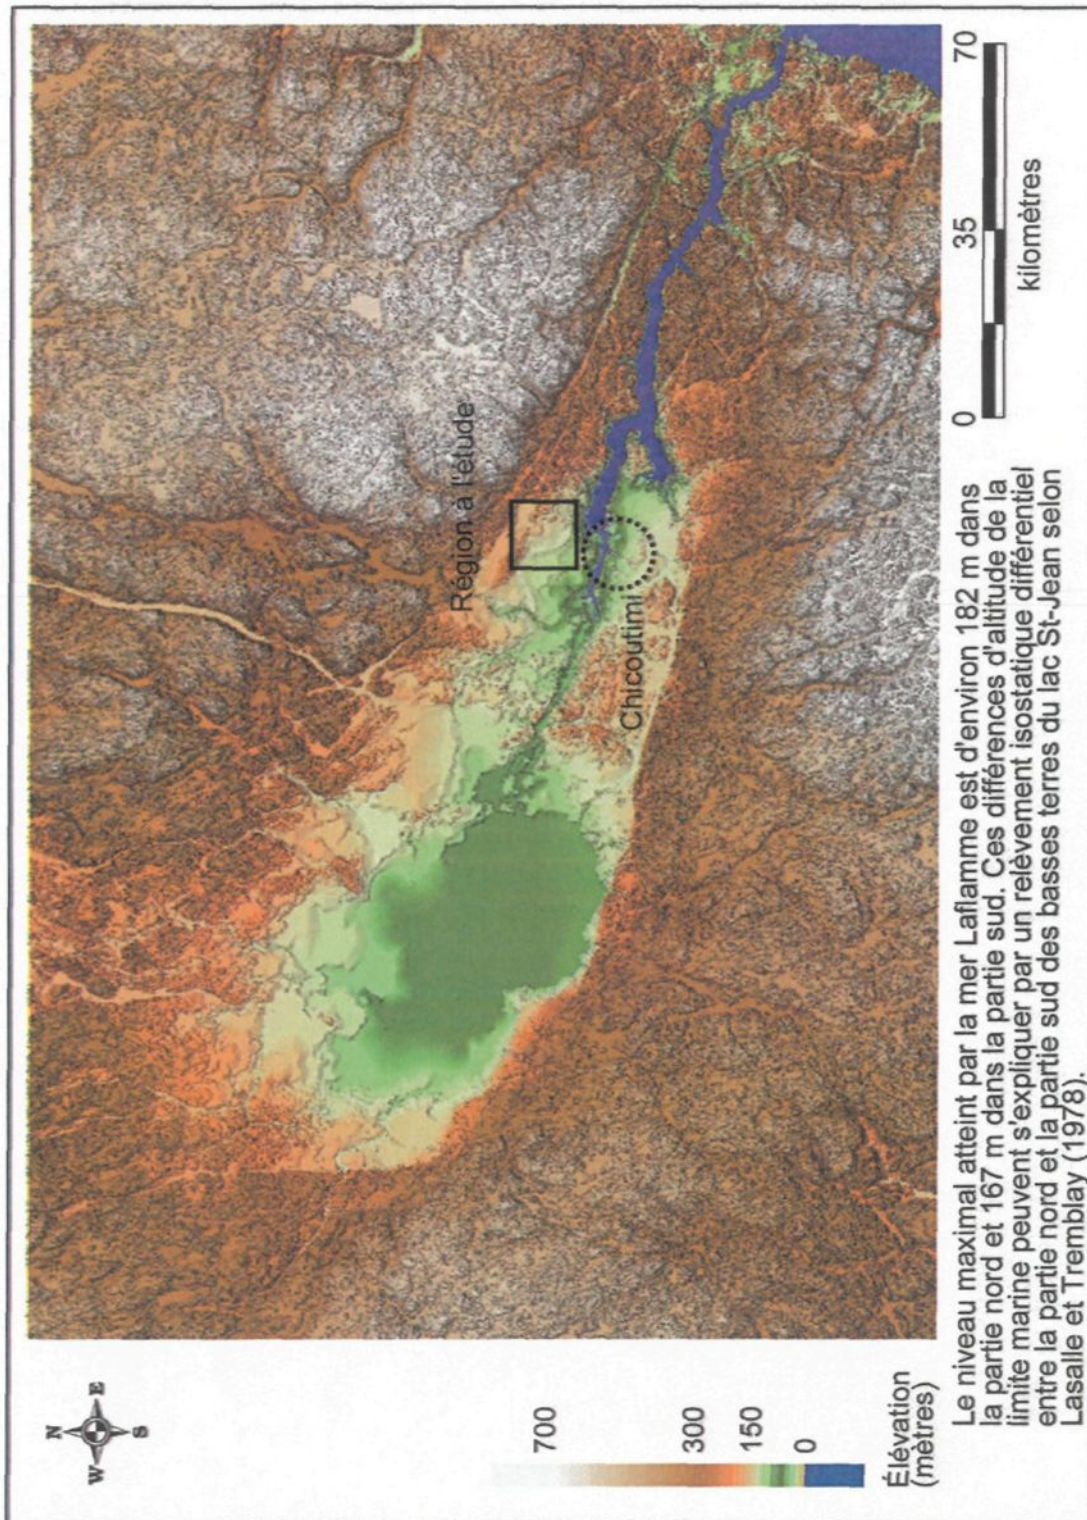 N
W E
S
700
300
150
0
Élévation
(mètres)
Région à l'étude
Chicoutimi
0 35 70
kilomètres
Le niveau maximal atteint par la mer Laflamme est d'environ 182 m dans
la partie nord et 167 m dans la partie sud. Ces différences d'altitude de la
limite marine peuvent s'expliquer par un relèvement isostatique différentiel
entre la partie nord et la partie sud des basses terres du lac St-Jean selon
Lasalle et Tremblay (1978).